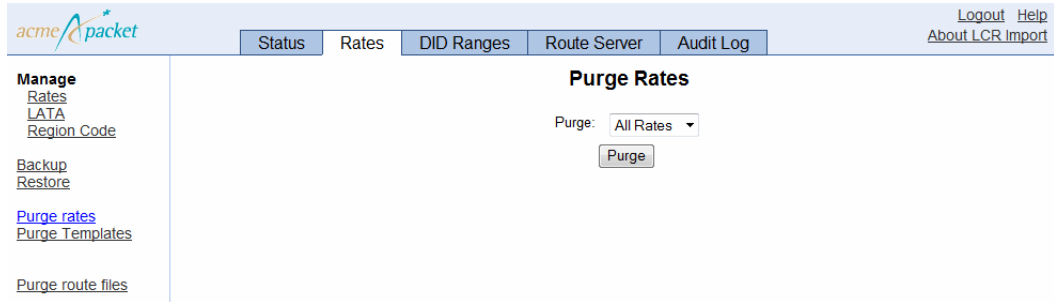 acme packet
Logout Help
About LCR Import
Status Rates DID Ranges Route Server Audit Log
Manage
Rates
LATA
Region Code
Backup
Restore
Purge rates
Purge Templates
Purge route files
Purge Rates
Purge: All Rates
Purge